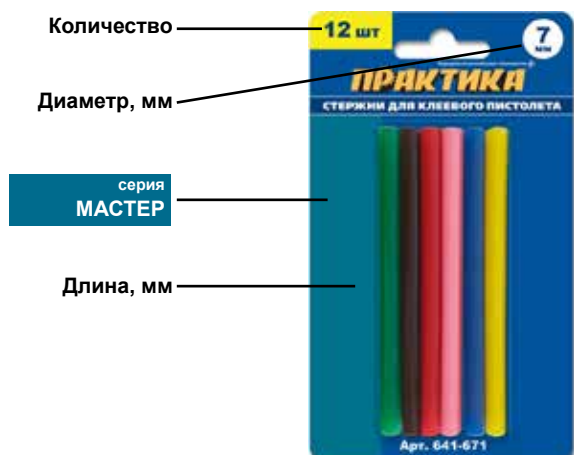 Количество
12 шт
7
мм
Диаметр, мм
ПРАКТИКА
СТЕРЖНИ ДЛЯ КЛЕЕВОГО ПИСТОЛЕТА
серия
МАСТЕР
Длина, мм
Арт. 641-671